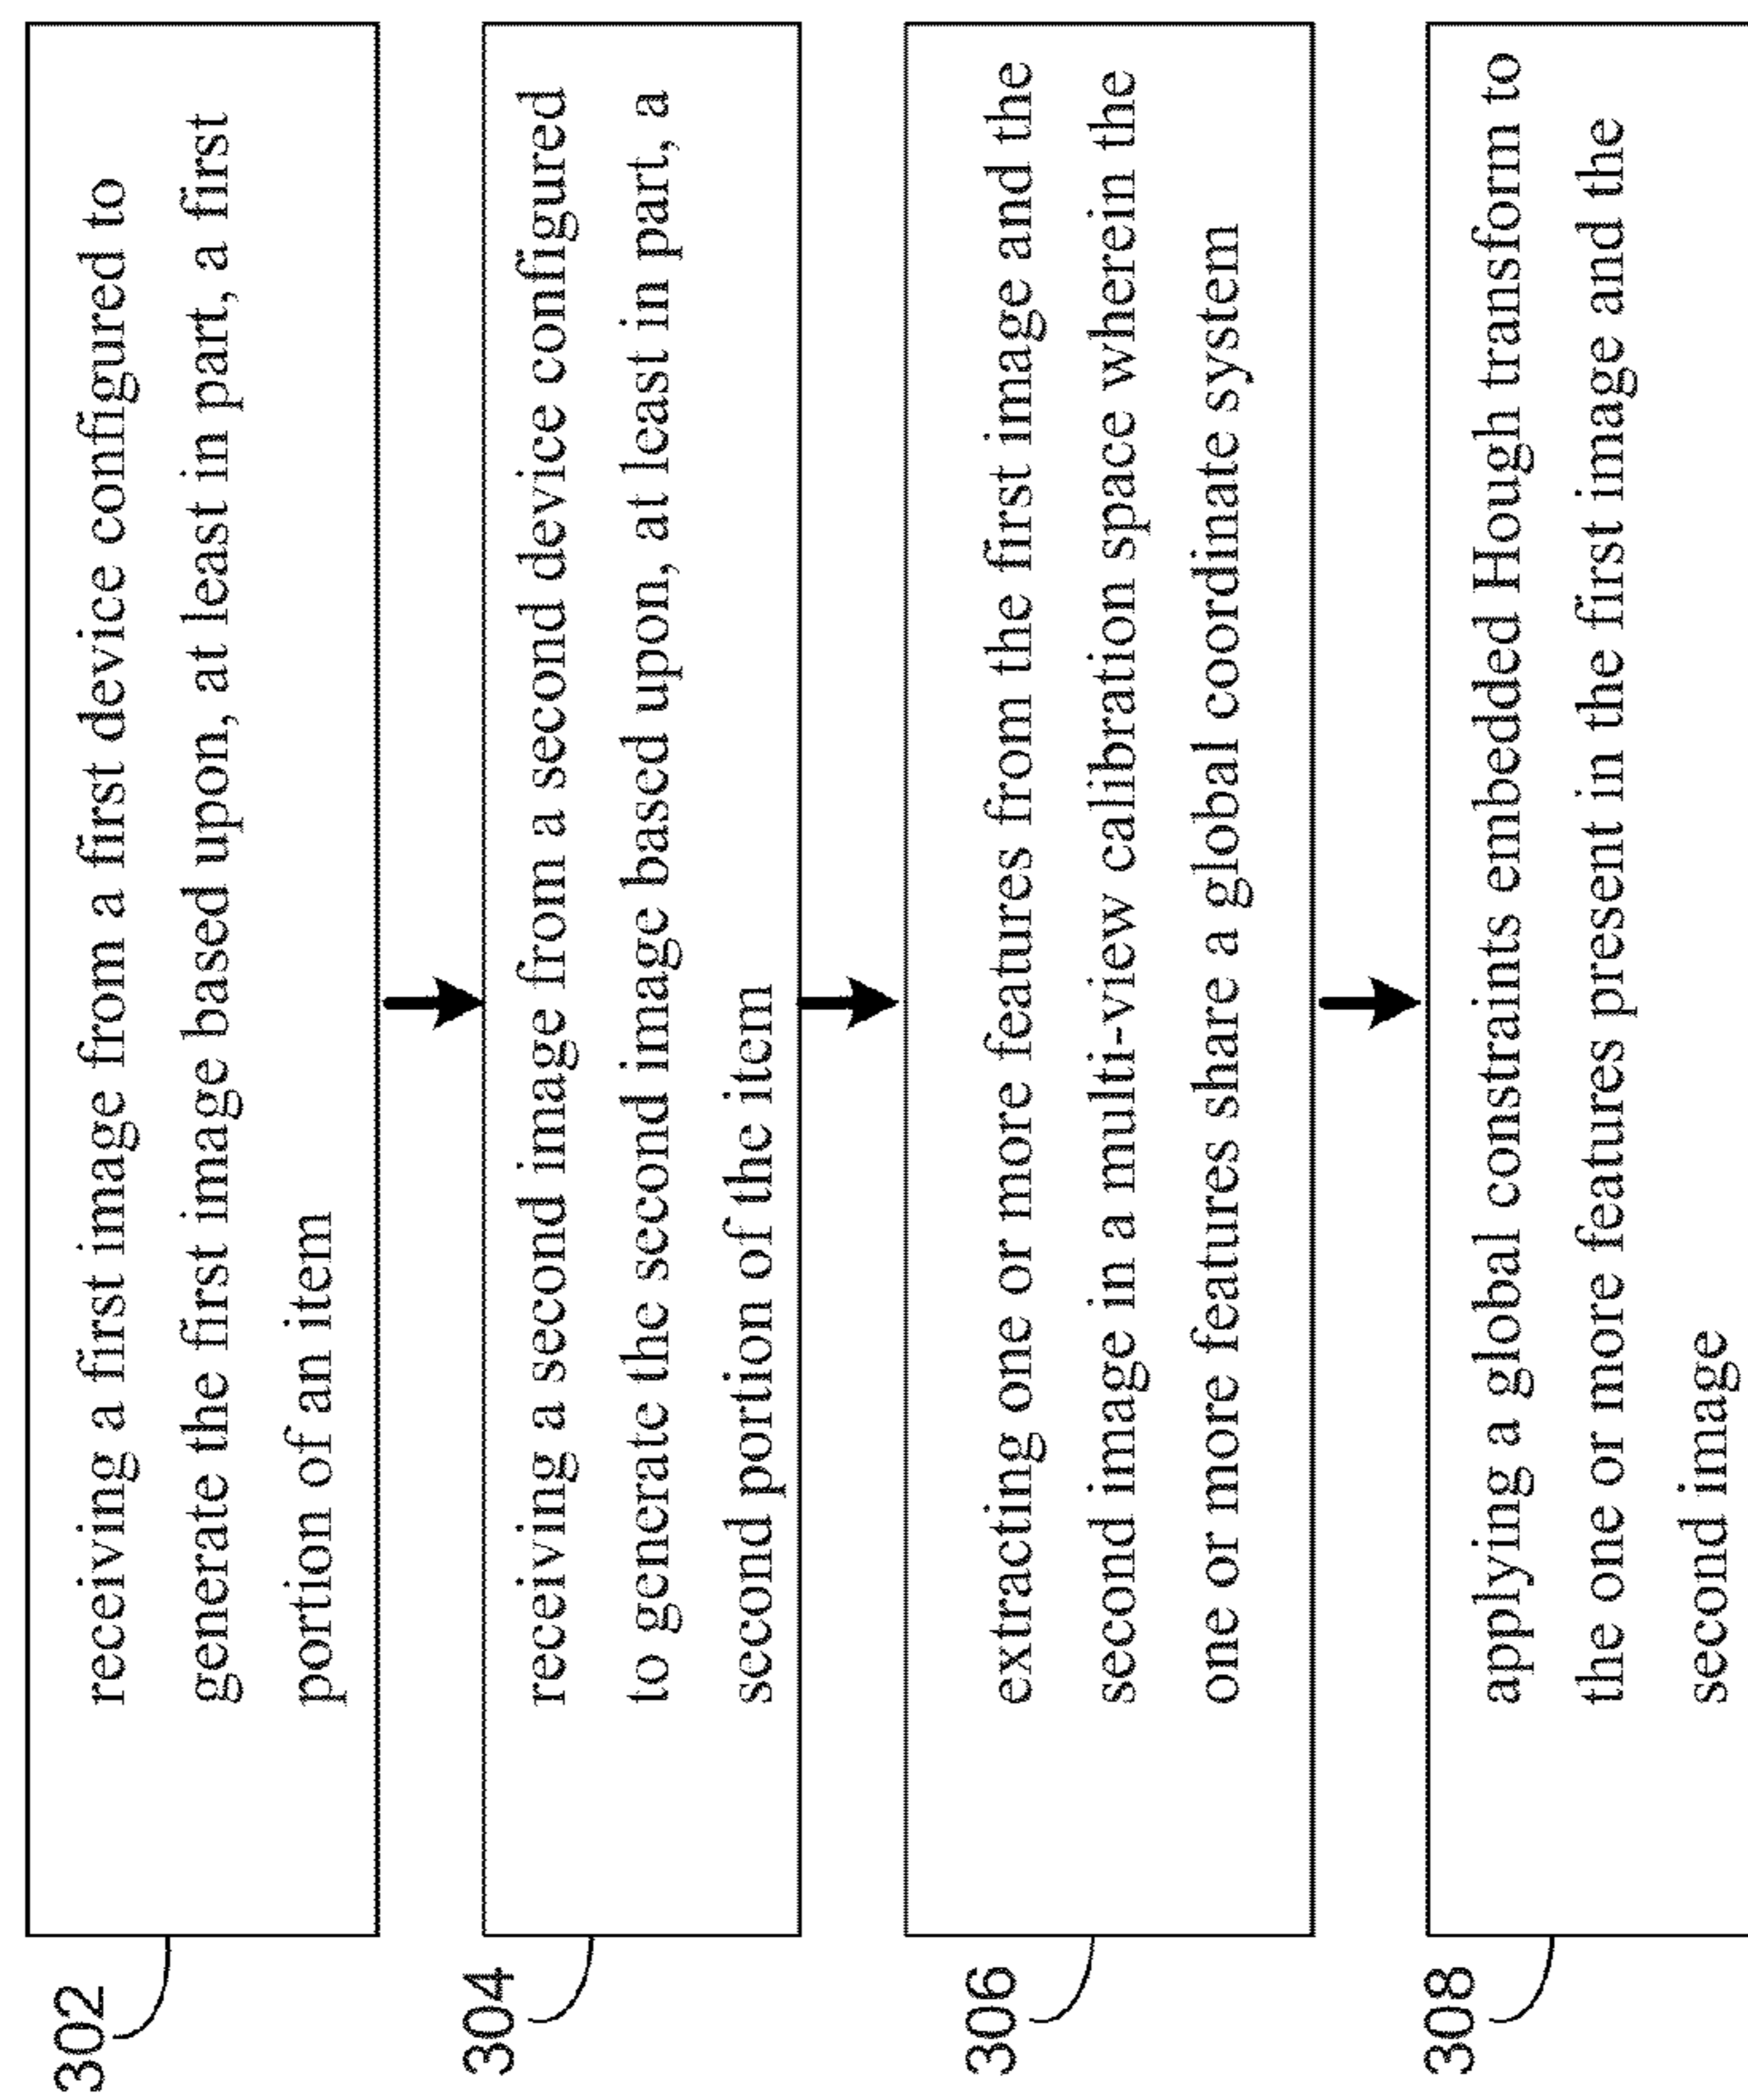 302
receiving a first image from a first device configured to
generate the first image based upon, at least in part, a first
portion of an item
304
receiving a second image from a second device configured
to generate the second image based upon, at least in part, a
second portion of the item
306
extracting one or more features from the first image and the
second image in a multi-view calibration space wherein the
one or more features share a global coordinate system
308
applying a global constraints embedded Hough transform to
the one or more features present in the first image and the
second image